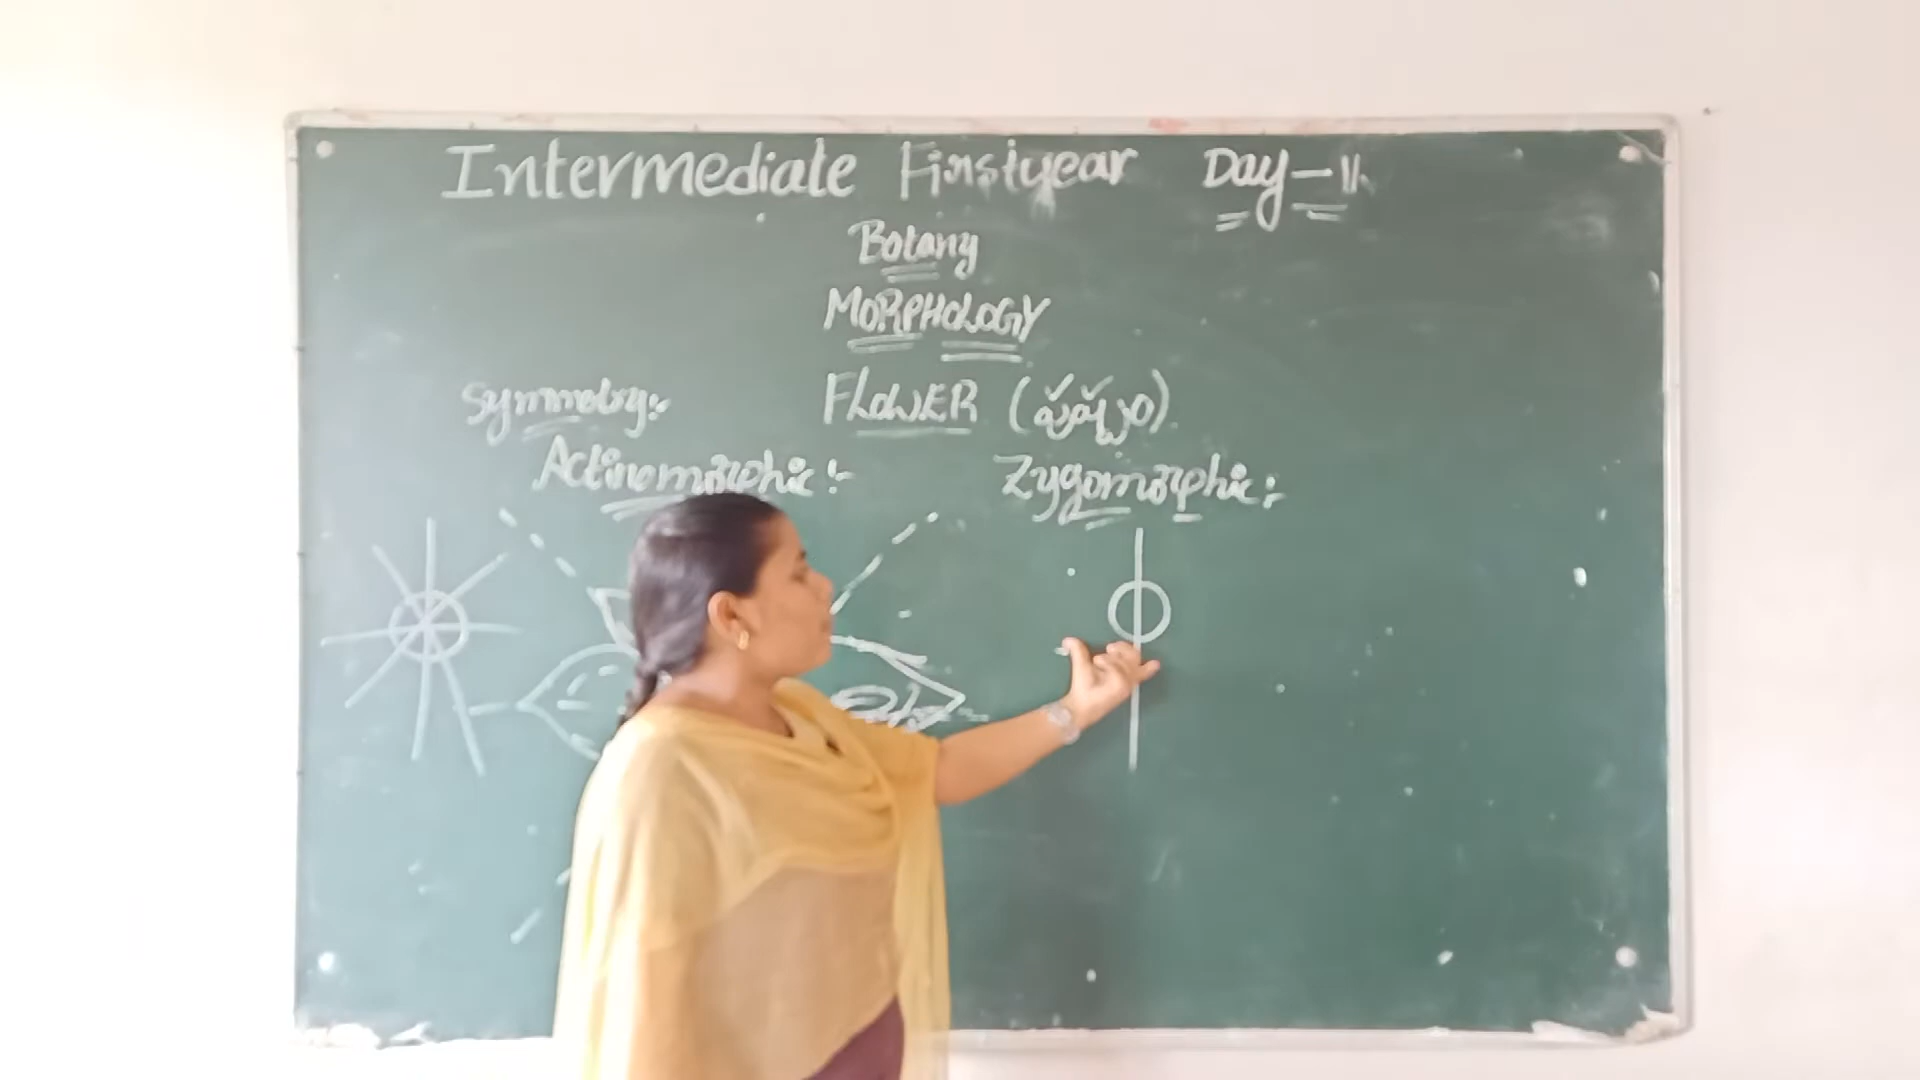 Intermediate Firstyear Day-11
Botany
MORPHOLOGY
Symmetry:- FLOWER (పుష్పం)
Actinomorphic:- Zygomorphic:-